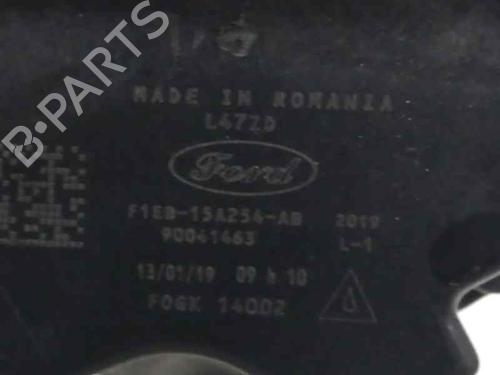 B-PARTS
MADE IN ROMANIA
L47ZD
Ford
F1EB-15A254-AB 2019
90041463 L-1
13/01/19 09 h 10
FOGK 14002